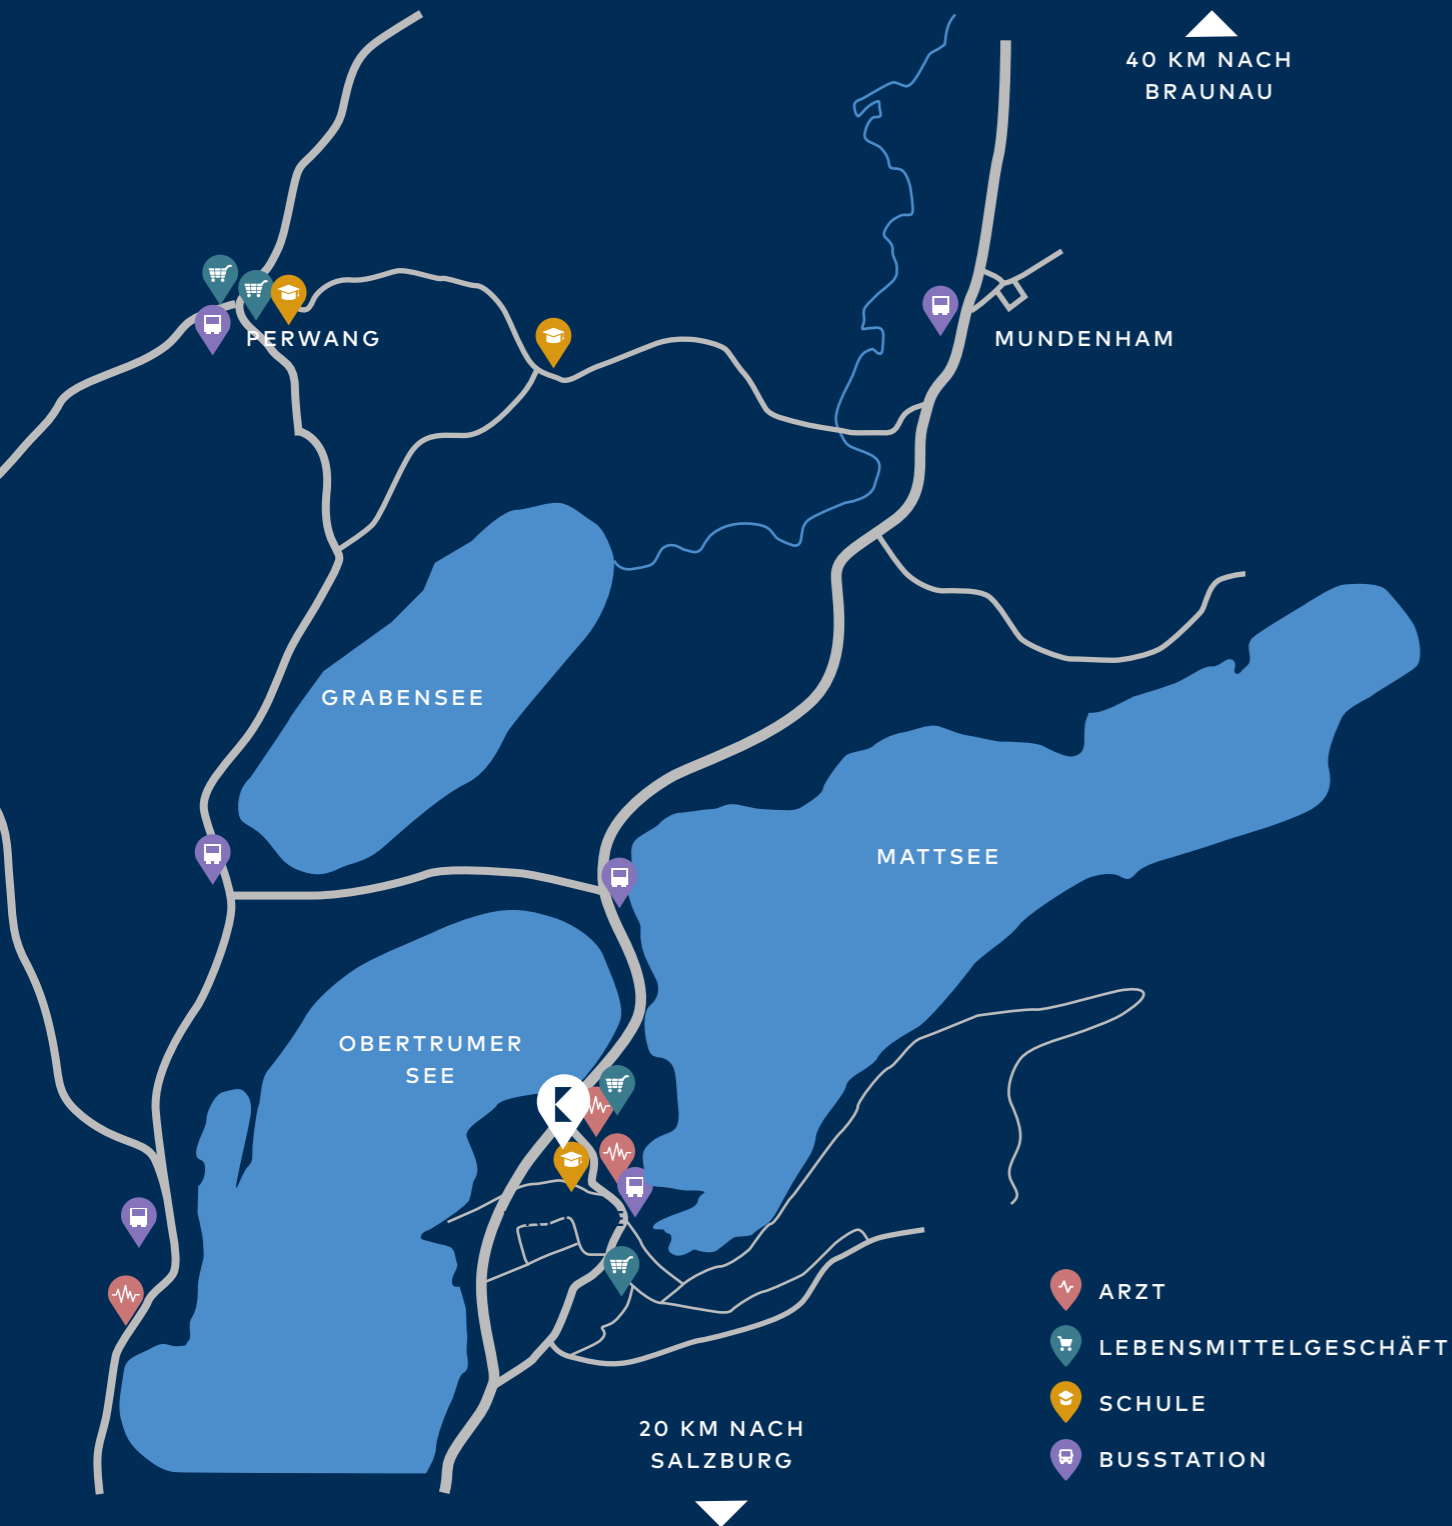 40 KM NACH
BRAUNAU
PERWANG
MUNDENHAM
GRABENSEE
MATTSEE
OBERTRUMER
SEE
ARZT
LEBENSMITTELGESCHÄFT
SCHULE
BUSSTATION
20 KM NACH
SALZBURG